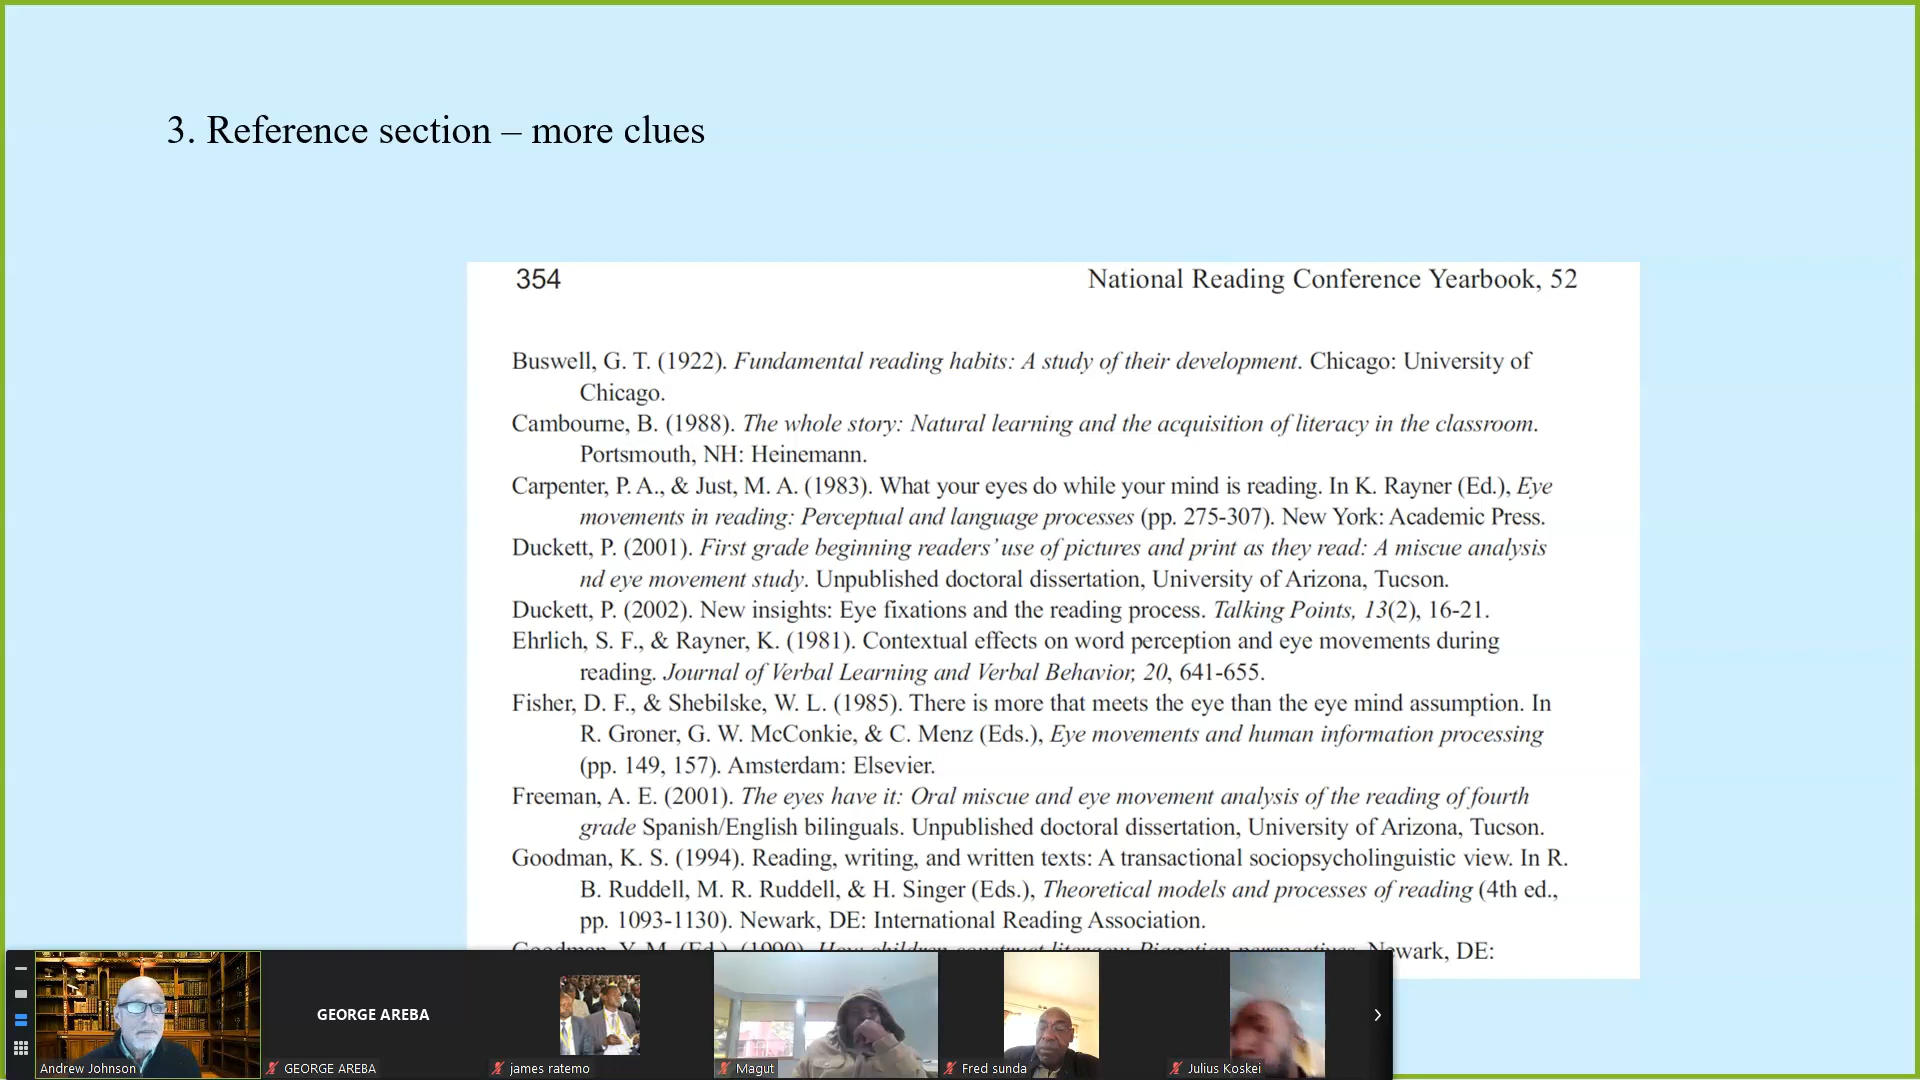 3. Reference section – more clues
354 National Reading Conference Yearbook, 52
Buswell, G. T. (1922). Fundamental reading habits: A study of their development. Chicago: University of
Chicago.
Cambourne, B. (1988). The whole story: Natural learning and the acquisition of literacy in the classroom.
Portsmouth, NH: Heinemann.
Carpenter, P. A., & Just, M. A. (1983). What your eyes do while your mind is reading. In K. Rayner (Ed.), Eye
movements in reading: Perceptual and language processes (pp. 275-307). New York: Academic Press.
Duckett, P. (2001). First grade beginning readers' use of pictures and print as they read: A miscue analysis
nd eye movement study. Unpublished doctoral dissertation, University of Arizona, Tucson.
Duckett, P. (2002). New insights: Eye fixations and the reading process. Talking Points, 13(2), 16-21.
Ehrlich, S. F., & Rayner, K. (1981). Contextual effects on word perception and eye movements during
reading. Journal of Verbal Learning and Verbal Behavior, 20, 641-655.
Fisher, D. F., & Shebilske, W. L. (1985). There is more that meets the eye than the eye mind assumption. In
R. Groner, G. W. McConkie, & C. Menz (Eds.), Eye movements and human information processing
(pp. 149, 157). Amsterdam: Elsevier.
Freeman, A. E. (2001). The eyes have it: Oral miscue and eye movement analysis of the reading of fourth
grade Spanish/English bilinguals. Unpublished doctoral dissertation, University of Arizona, Tucson.
Goodman, K. S. (1994). Reading, writing, and written texts: A transactional sociopsycholinguistic view. In R.
B. Ruddell, M. R. Ruddell, & H. Singer (Eds.), Theoretical models and processes of reading (4th ed.,
pp. 1093-1130). Newark, DE: International Reading Association.
Goodman, Y. M. (Ed.). (1990). How children construct literacy: Piagetian perspectives. Newark, DE:
GEORGE AREBA
Andrew Johnson
GEORGE AREBA
james ratemo
Magut
Fred sunda
Julius Koskei